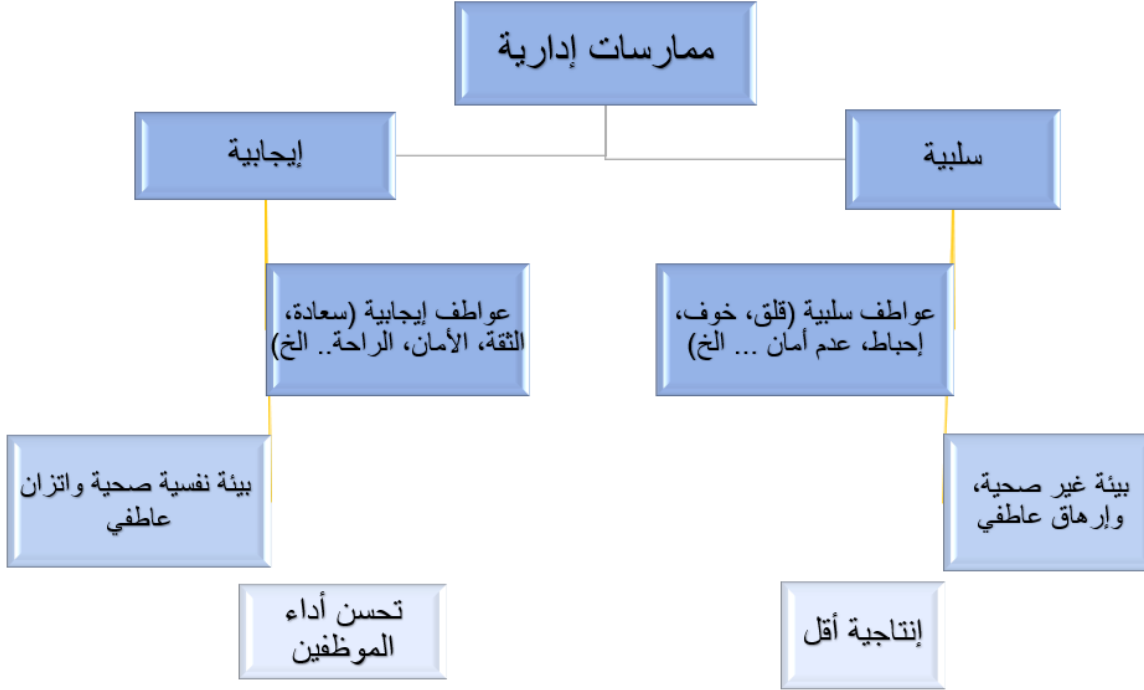 ممارسات إدارية
سلبية
إيجابية
عواطف سلبية (قلق، خوف،
إحباط، عدم أمان ... الخ)
عواطف إيجابية (سعادة،
الثقة، الأمان، الراحة.. الخ)
بيئة غير صحية،
وإرهاق عاطفي
بيئة نفسية صحية واتزان
عاطفي
إنتاجية أقل
تحسن أداء
الموظفين